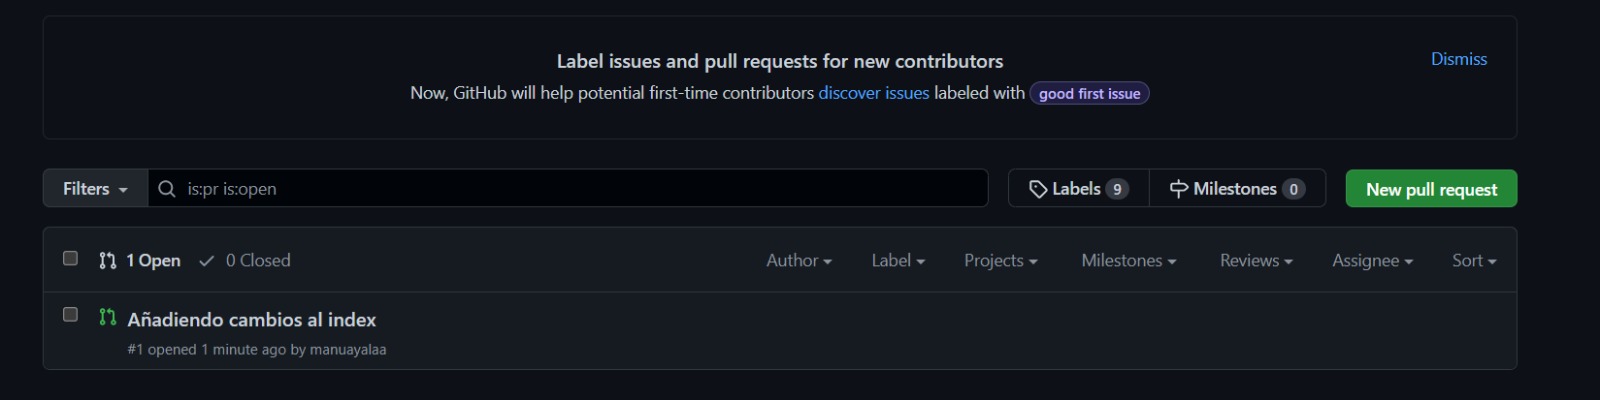 Label issues and pull requests for new contributors
Dismiss
Now, GitHub will help potential first-time contributors discover issues labeled with good first issue
Filters is:pr is:open Labels 9 Milestones 0 New pull request
1 Open 0 Closed Author Label Projects Milestones Reviews Assignee Sort
Añadiendo cambios al index
#1 opened 1 minute ago by manuayalaa